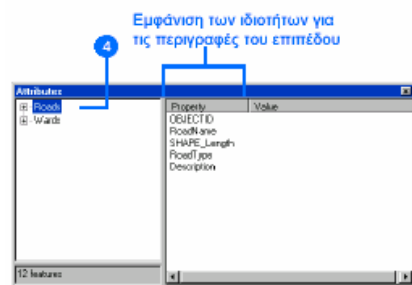 Εμφάνιση των ιδιοτήτων για
τις περιγραφές του επιπέδου
4
Attributes
Roads
Wards
Property Value
OBJECTID
RoadName
SHAPE_Length
RoadType
Description
12 features